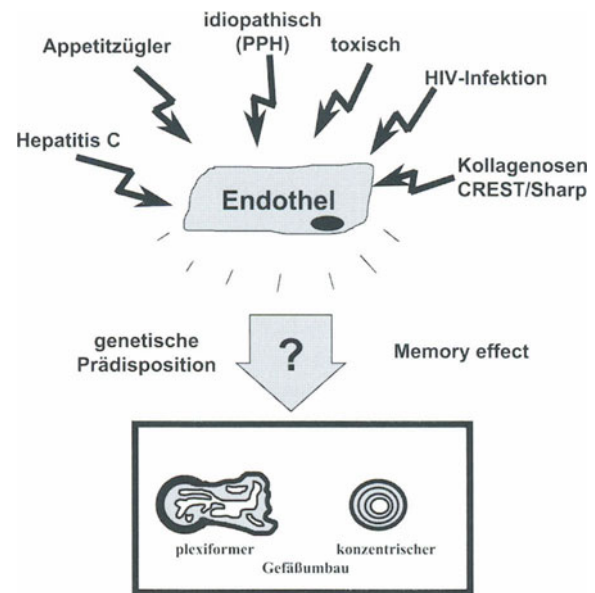 idiopathisch
(PPH)
Appetitzügler
toxisch
HIV-Infektion
Hepatitis C
Kollagenosen
CREST/Sharp
Endothel
genetische
Prädisposition
?
Memory effect
plexiformer
konzentrischer
Gefäßumbau